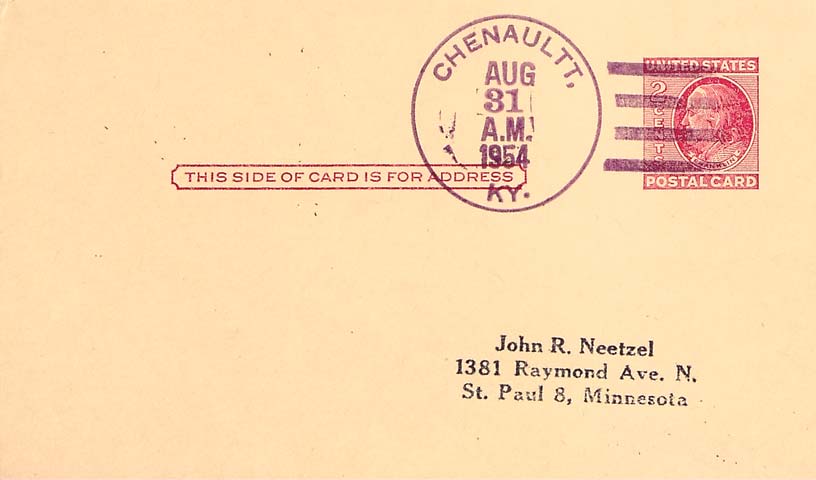 CHENAULTT,
AUG
31
A.M.
1954
KY.
UNITED STATES
2 CENTS
FRANKLIN
POSTAL CARD
THIS SIDE OF CARD IS FOR ADDRESS
John R. Neetzel
1381 Raymond Ave. N.
St. Paul 8, Minnesota